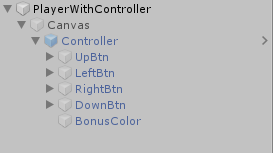 PlayerWithController
Canvas
Controller
UpBtn
LeftBtn
RightBtn
DownBtn
BonusColor